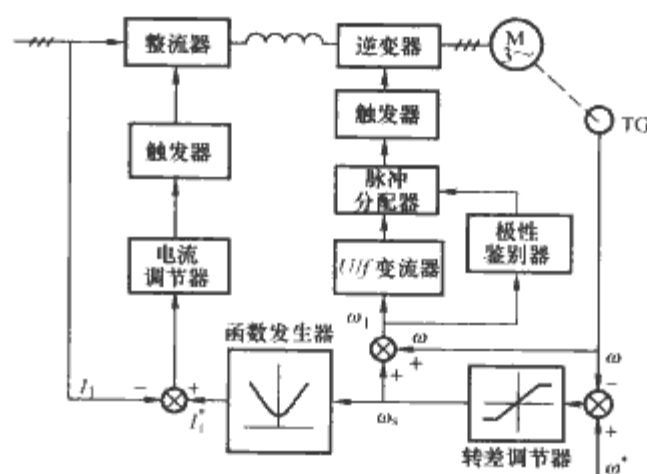 整流器
逆变器
M
3~
触发器
触发器
TG
脉冲
分配器
电流
调节器
U/f变流器
极性
鉴别器
函数发生器
ω₁
ω
ω
I₁
−
+
I₁*
+
+
ωₛ
−
+
转差调节器
ω*